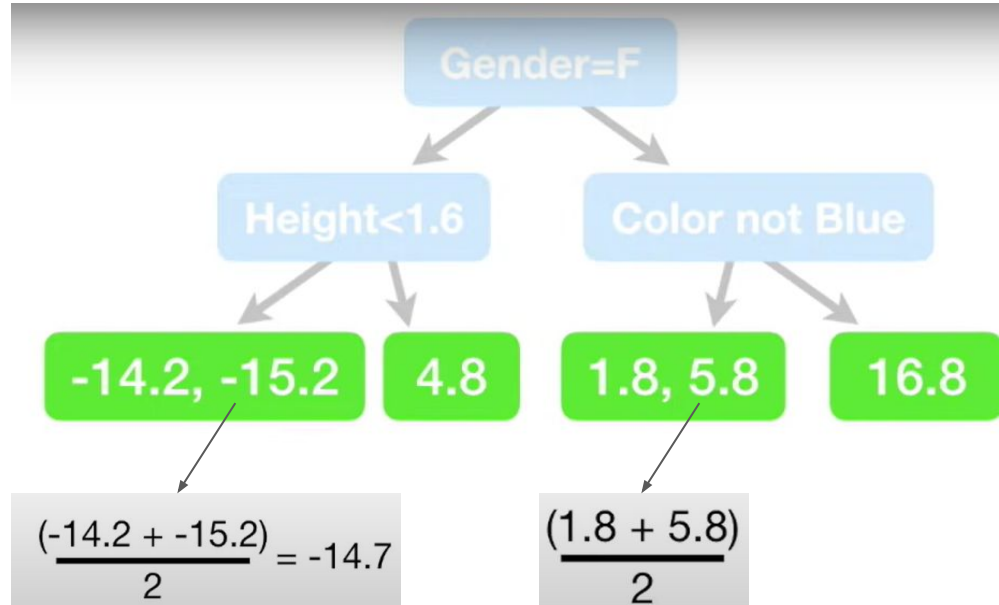 Gender=F
Height<1.6
Color not Blue
-14.2, -15.2
4.8
1.8, 5.8
16.8
(-14.2 + -15.2)
2
= -14.7
(1.8 + 5.8)
2